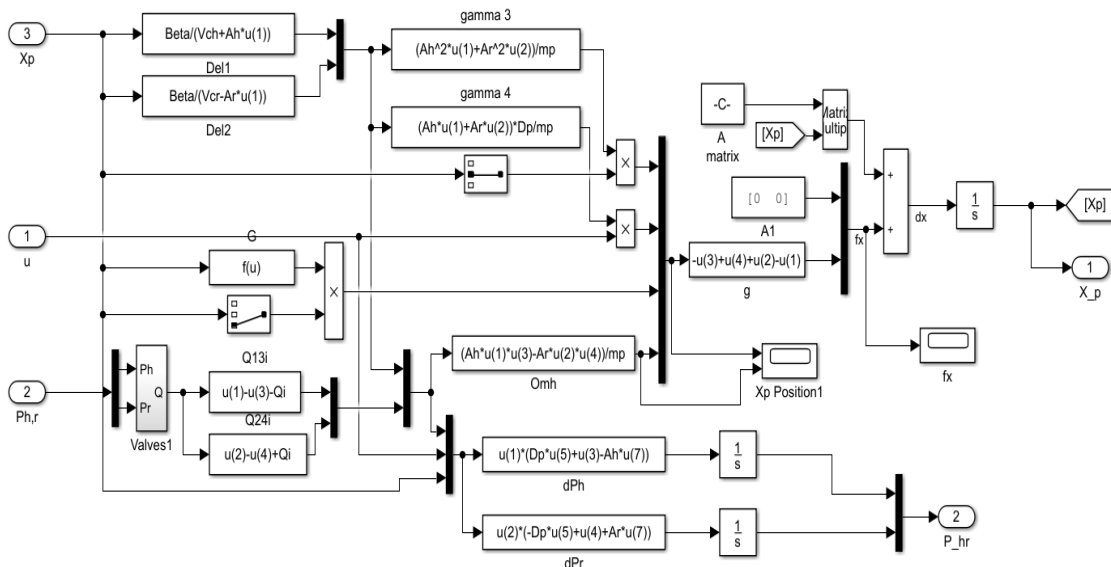 gamma 3
3
Xp
Beta/(Vch+Ah*u(1))
Del1
(Ah^2*u(1)+Ar^2*u(2))/mp
Beta/(Vcr-Ar*u(1))
Del2
gamma 4
(Ah*u(1)+Ar*u(2))*Dp/mp
-C-
A
matrix
Matrix
ultip
[Xp]
+
+
dx
1
s
[Xp]
1
X_p
X
X
[0 0]
A1
fx
1
u
G
f(u)
X
-u(3)+u(4)+u(2)-u(1)
g
fx
Xp Position1
(Ah*u(1)*u(3)-Ar*u(2)*u(4))/mp
Omh
2
Ph,r
Ph
Pr
Q
Valves1
Q13i
u(1)-u(3)-Qi
Q24i
u(2)-u(4)+Qi
u(1)*(Dp*u(5)+u(3)-Ah*u(7))
dPh
1
s
u(2)*(-Dp*u(5)+u(4)+Ar*u(7))
dPr
1
s
2
P_hr